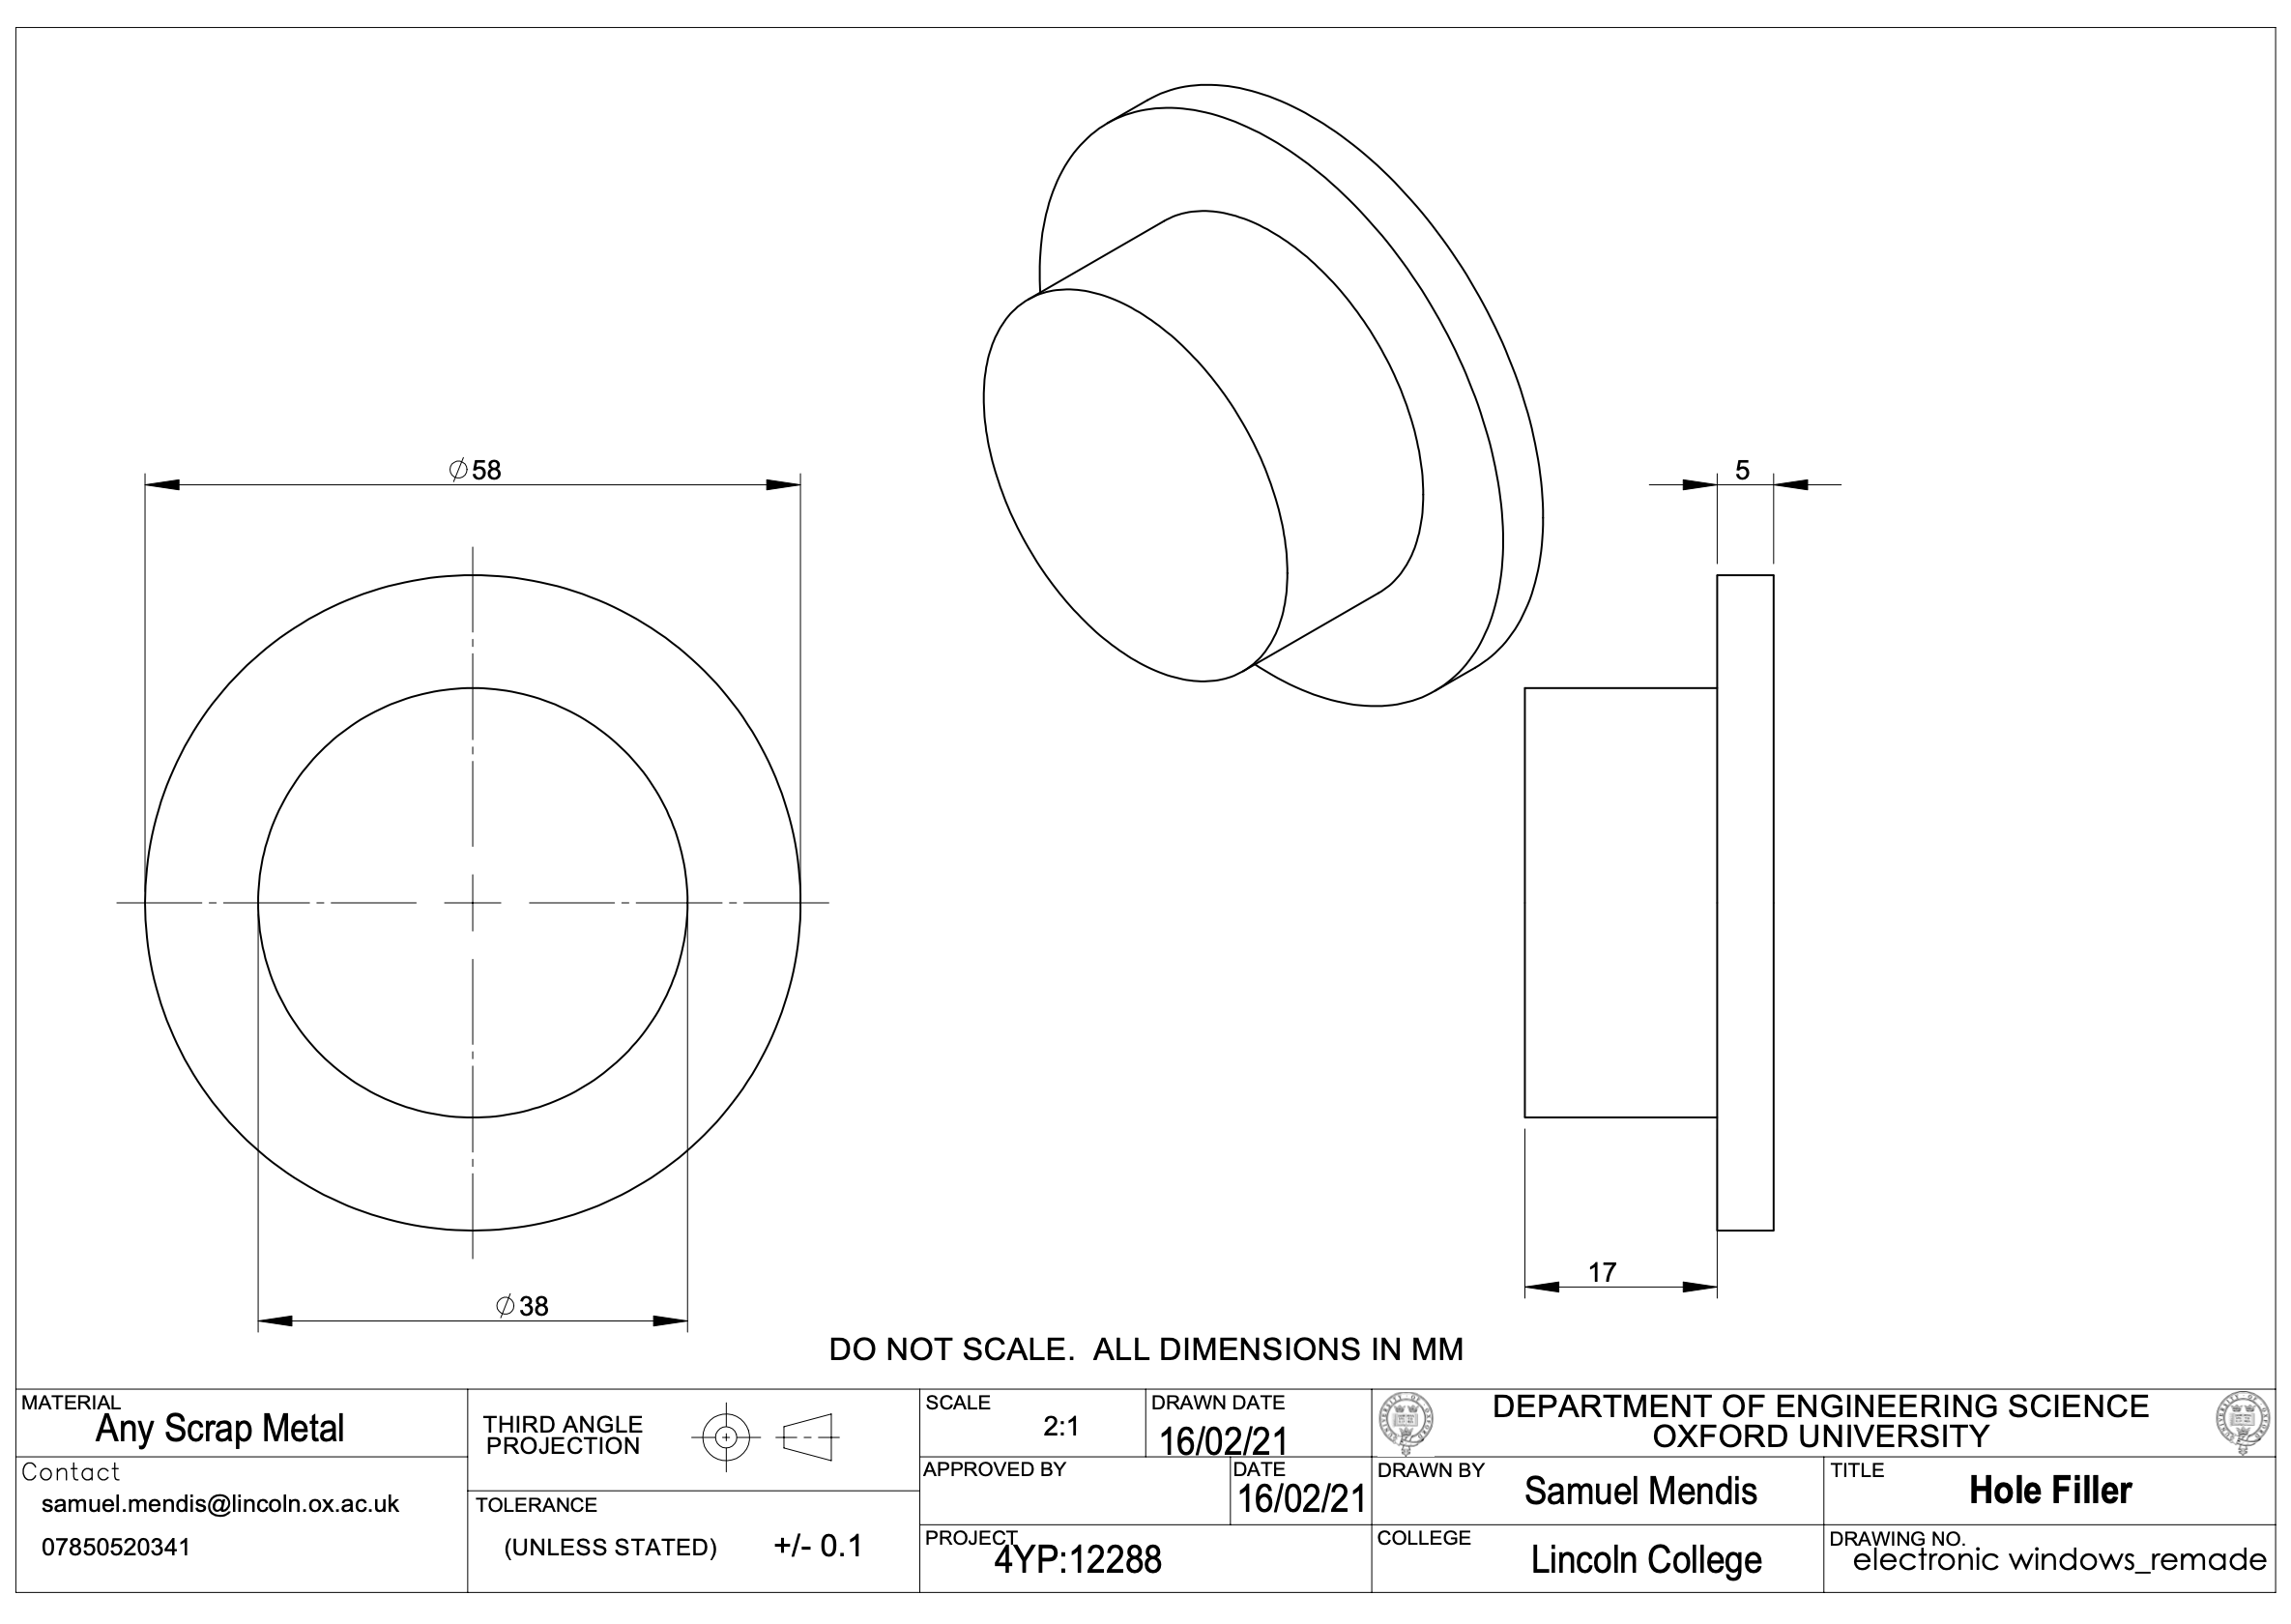 ⌀58
5
17
⌀38
DO NOT SCALE. ALL DIMENSIONS IN MM
MATERIAL
Any Scrap Metal
Contact
samuel.mendis@lincoln.ox.ac.uk
07850520341
THIRD ANGLE
PROJECTION
TOLERANCE
(UNLESS STATED) +/- 0.1
SCALE
2:1
DRAWN DATE
16/02/21
APPROVED BY
DATE
16/02/21
PROJECT
4YP:12288
DEPARTMENT OF ENGINEERING SCIENCE
OXFORD UNIVERSITY
DRAWN BY
Samuel Mendis
TITLE
Hole Filler
COLLEGE
Lincoln College
DRAWING NO.
electronic windows_remade